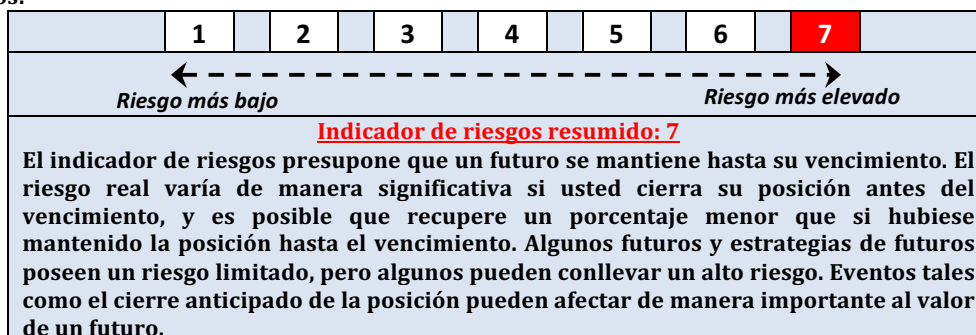 os:
1 2 3 4 5 6 7
Riesgo más bajo Riesgo más elevado
Indicador de riesgos resumido: 7
El indicador de riesgos presupone que un futuro se mantiene hasta su vencimiento. El
riesgo real varía de manera significativa si usted cierra su posición antes del
vencimiento, y es posible que recupere un porcentaje menor que si hubiese
mantenido la posición hasta el vencimiento. Algunos futuros y estrategias de futuros
poseen un riesgo limitado, pero algunos pueden conllevar un alto riesgo. Eventos tales
como el cierre anticipado de la posición pueden afectar de manera importante al valor
de un futuro.